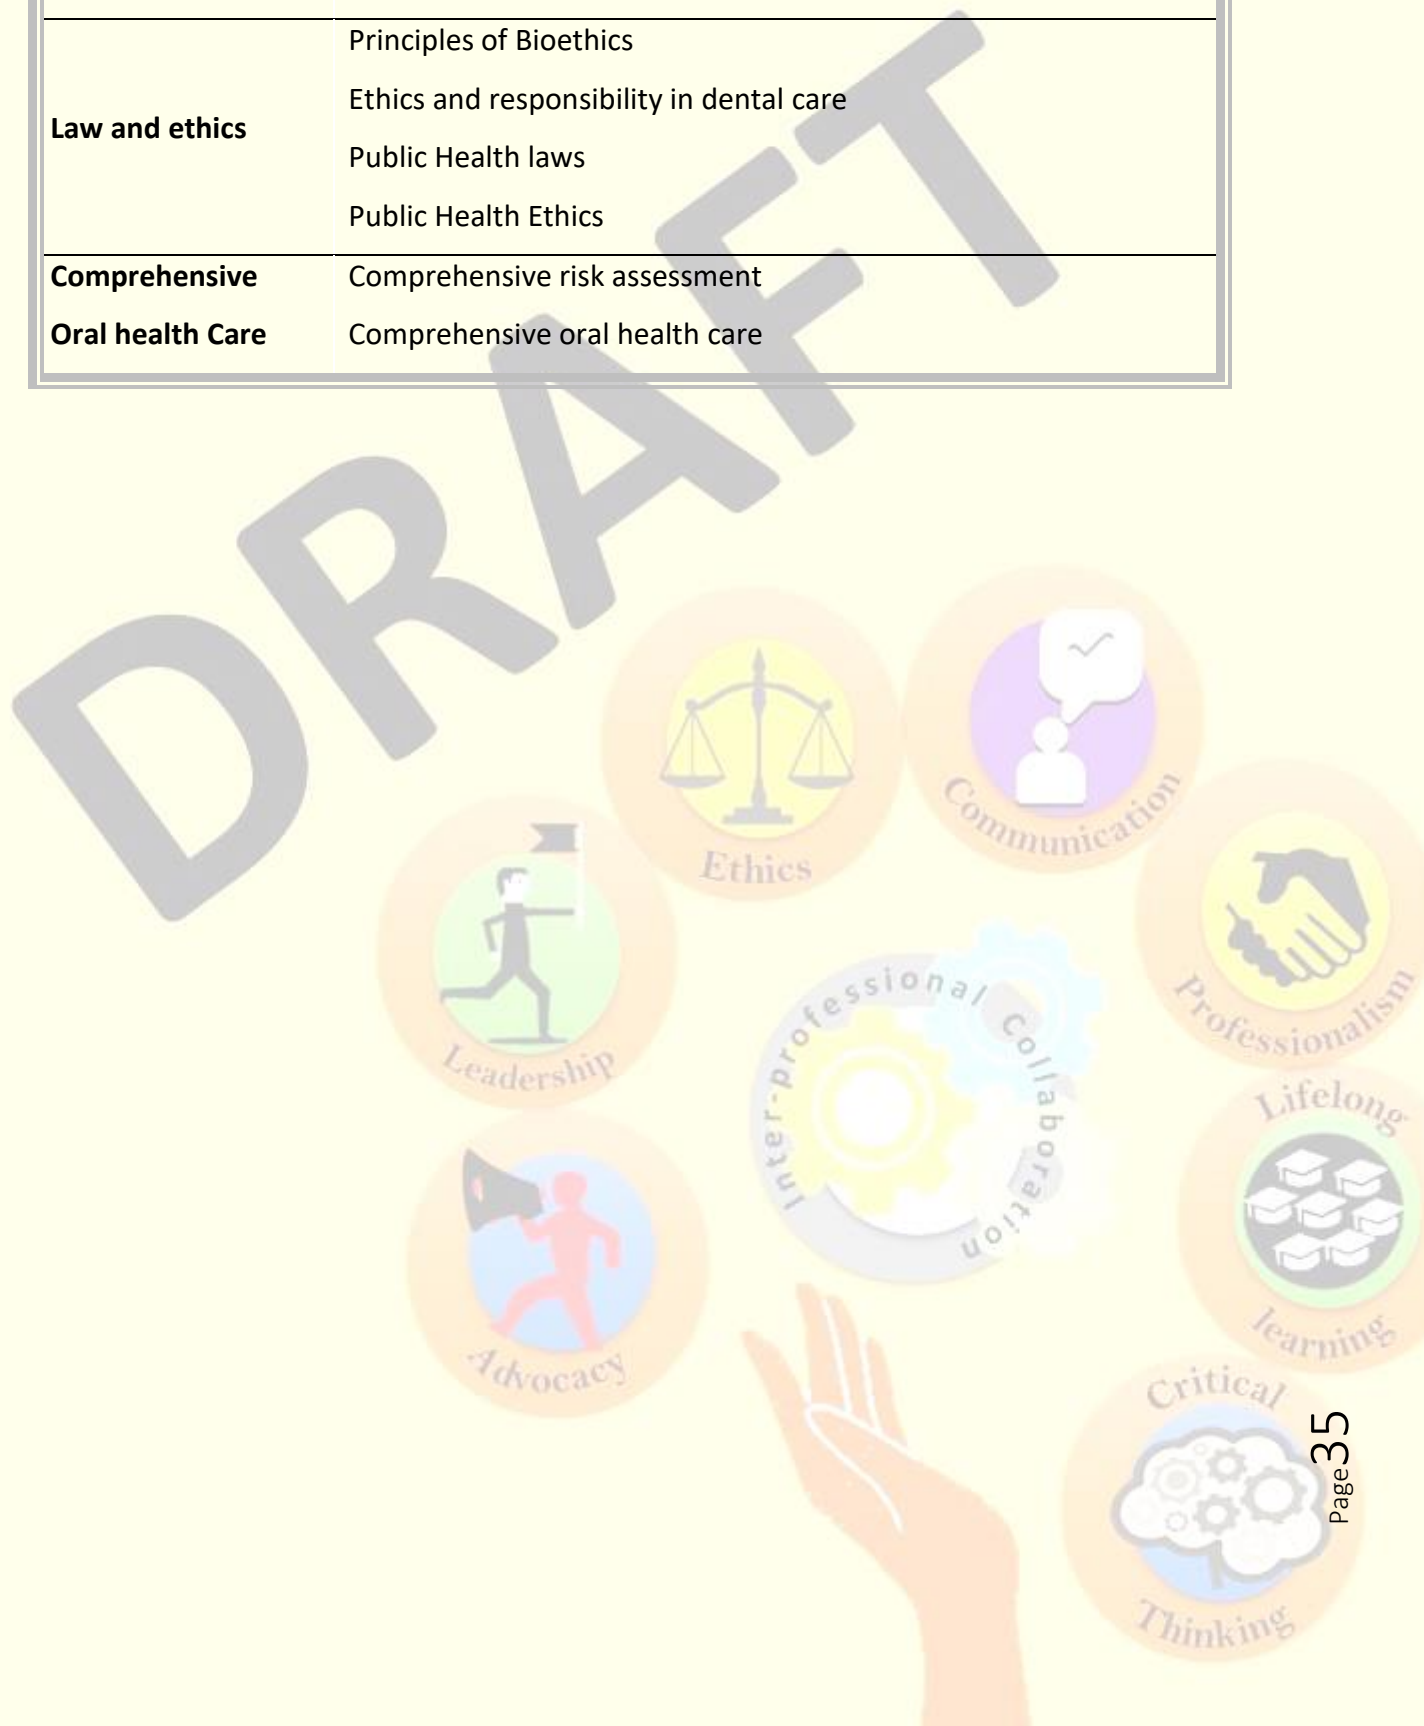 Principles of Bioethics
Ethics and responsibility in dental care
Law and ethics
Public Health laws
Public Health Ethics
Comprehensive Comprehensive risk assessment
Oral health Care Comprehensive oral health care
DRAFT
Ethics
Communication
Leadership
Professionalism
Inter-professional Collaboration
Lifelong
learning
Advocacy
Critical
Thinking
Page35